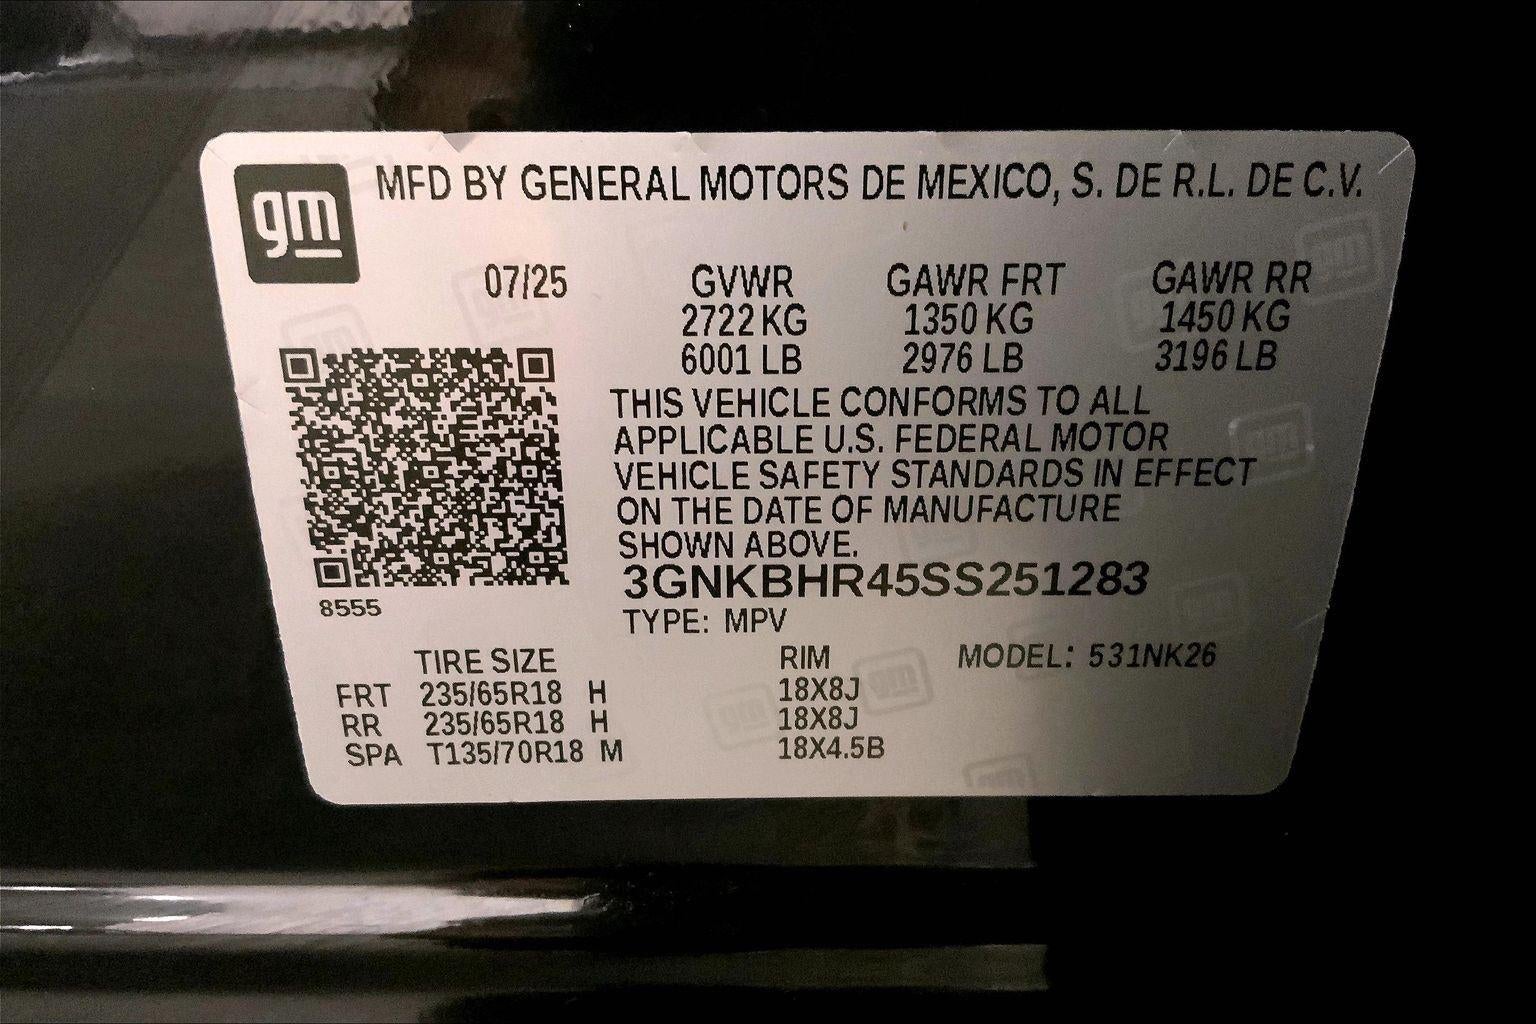 gm MFD BY GENERAL MOTORS DE MEXICO, S. DE R.L. DE C.V.
07/25 GVWR GAWR FRT GAWR RR
2722 KG 1350 KG 1450 KG
6001 LB 2976 LB 3196 LB
THIS VEHICLE CONFORMS TO ALL
APPLICABLE U.S. FEDERAL MOTOR
VEHICLE SAFETY STANDARDS IN EFFECT
ON THE DATE OF MANUFACTURE
SHOWN ABOVE.
3GNKBHR45SS251283
8555
TYPE: MPV
TIRE SIZE RIM MODEL: 531NK26
FRT 235/65R18 H 18X8J
RR 235/65R18 H 18X8J
SPA T135/70R18 M 18X4.5B